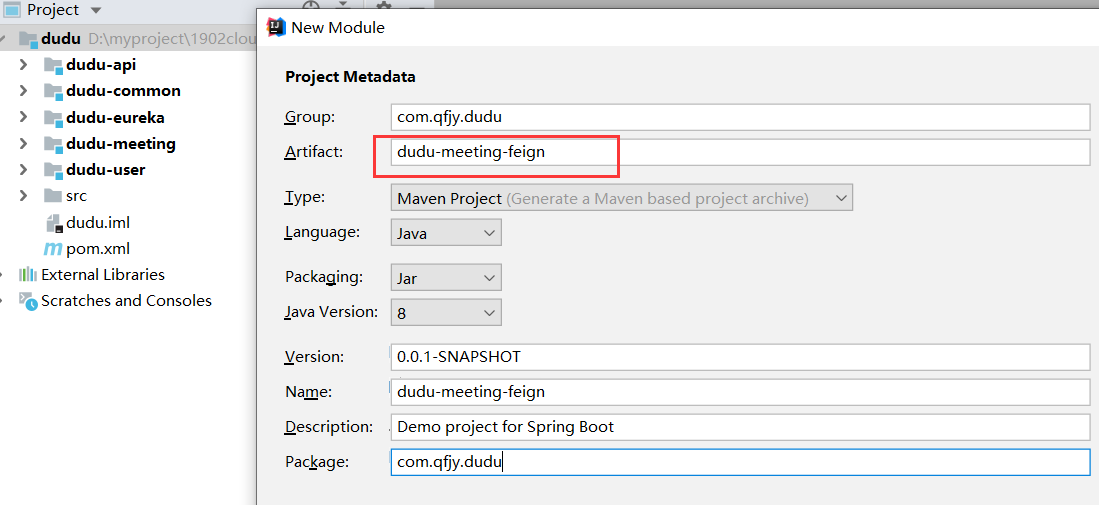 Project
dudu D:\myproject\1902clou
dudu-api
dudu-common
dudu-eureka
dudu-meeting
dudu-user
src
dudu.iml
pom.xml
External Libraries
Scratches and Consoles
New Module
Project Metadata
Group: com.qfjy.dudu
Artifact: dudu-meeting-feign
Type: Maven Project (Generate a Maven based project archive)
Language: Java
Packaging: Jar
Java Version: 8
Version: 0.0.1-SNAPSHOT
Name: dudu-meeting-feign
Description: Demo project for Spring Boot
Package: com.qfjy.dudu